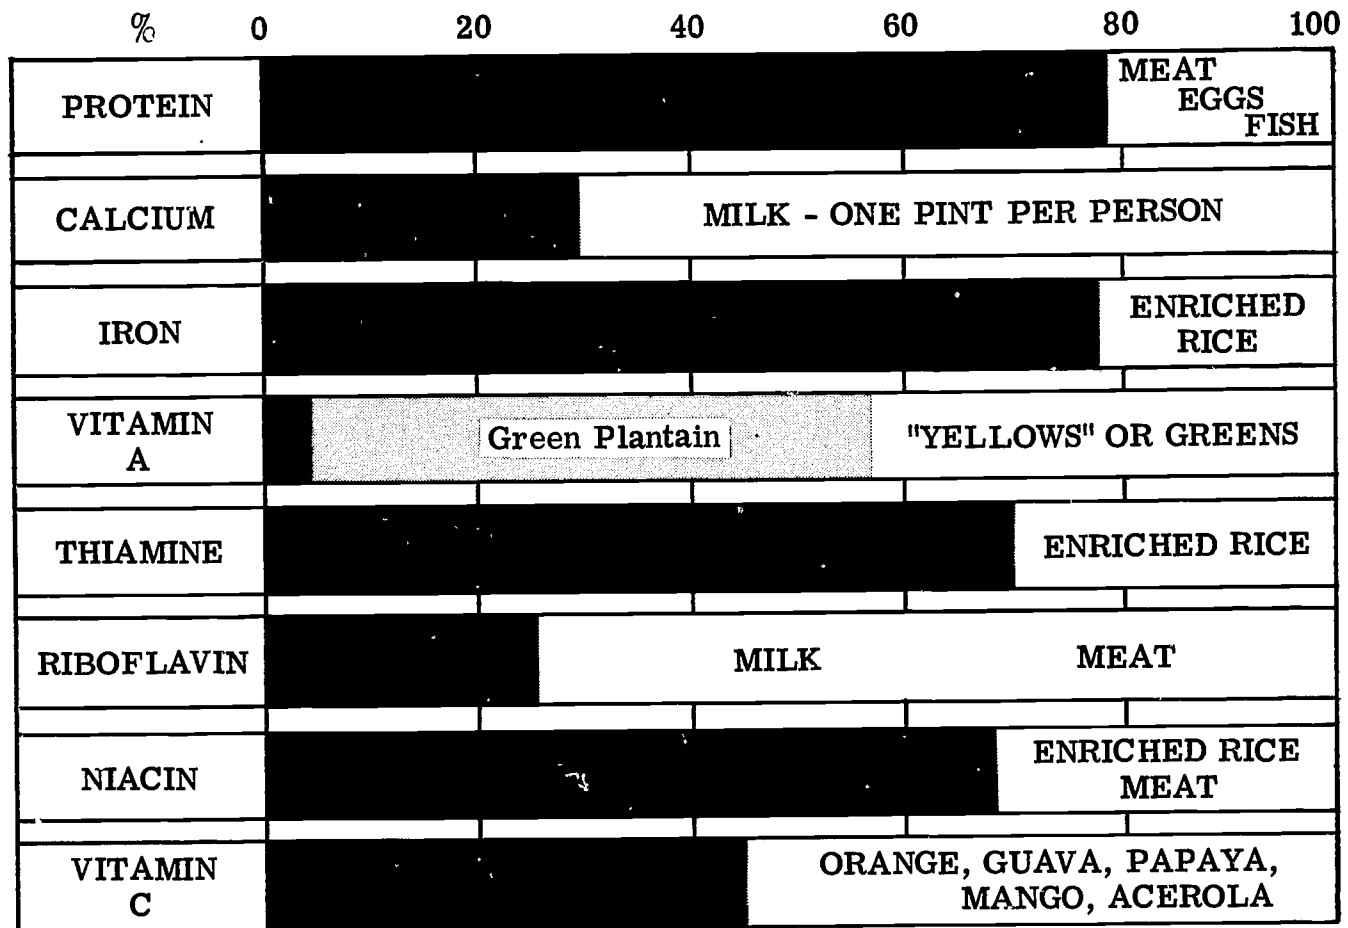 % 0 20 40 60 80 100
PROTEIN
MEAT
EGGS
FISH
CALCIUM
MILK - ONE PINT PER PERSON
IRON
ENRICHED
RICE
VITAMIN
A
Green Plantain
"YELLOWS" OR GREENS
THIAMINE
ENRICHED RICE
RIBOFLAVIN
MILK MEAT
NIACIN
ENRICHED RICE
MEAT
VITAMIN
C
ORANGE, GUAVA, PAPAYA,
MANGO, ACEROLA